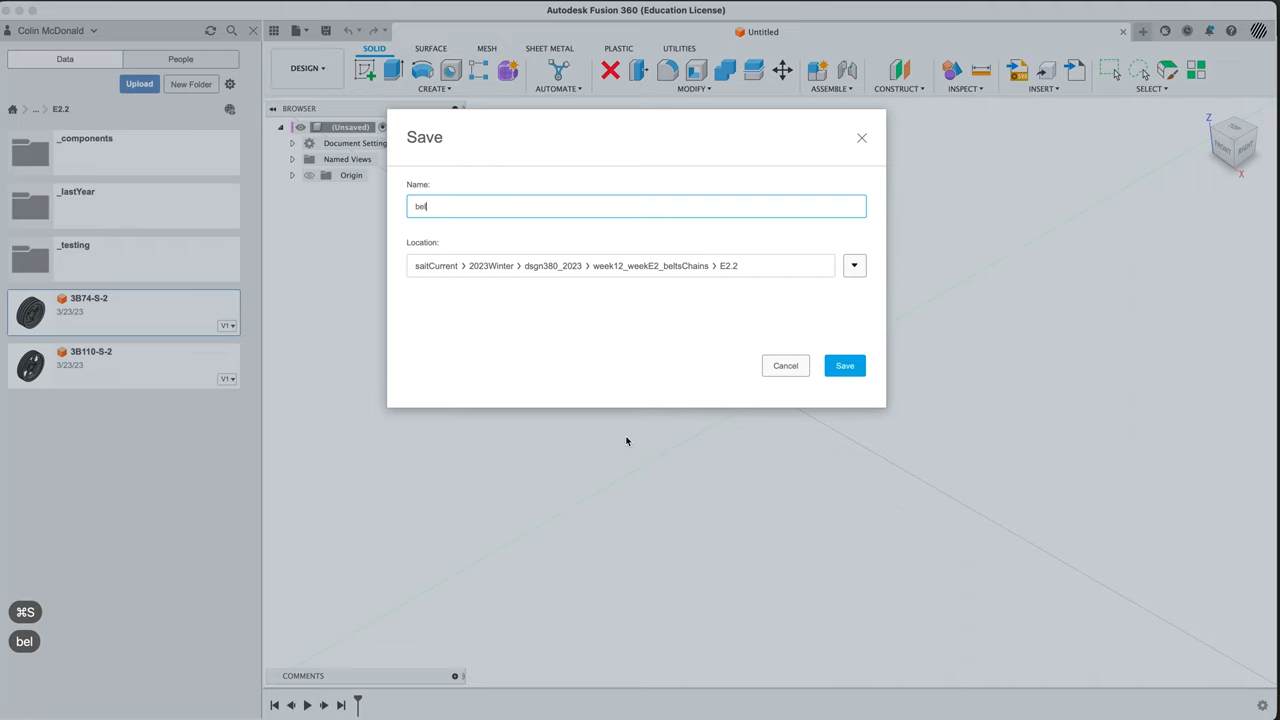 Autodesk Fusion 360 (Education License)
Colin McDonald
Untitled
Data
People
Upload
New Folder
... E2.2
_components
_lastYear
_testing
3B74-S-2
3/23/23
V1
3B110-S-2
3/23/23
V1
DESIGN
SOLID
SURFACE
MESH
SHEET METAL
PLASTIC
UTILITIES
CREATE
AUTOMATE
MODIFY
ASSEMBLE
CONSTRUCT
INSPECT
INSERT
SELECT
BROWSER
(Unsaved)
Document Setting
Named Views
Origin
Save
Name:
bel
Location:
saitCurrent > 2023Winter > dsgn380_2023 > week12_weekE2_beltsChains > E2.2
Cancel
Save
Z
FRONT
RIGHT
X
⌘S
bel
COMMENTS